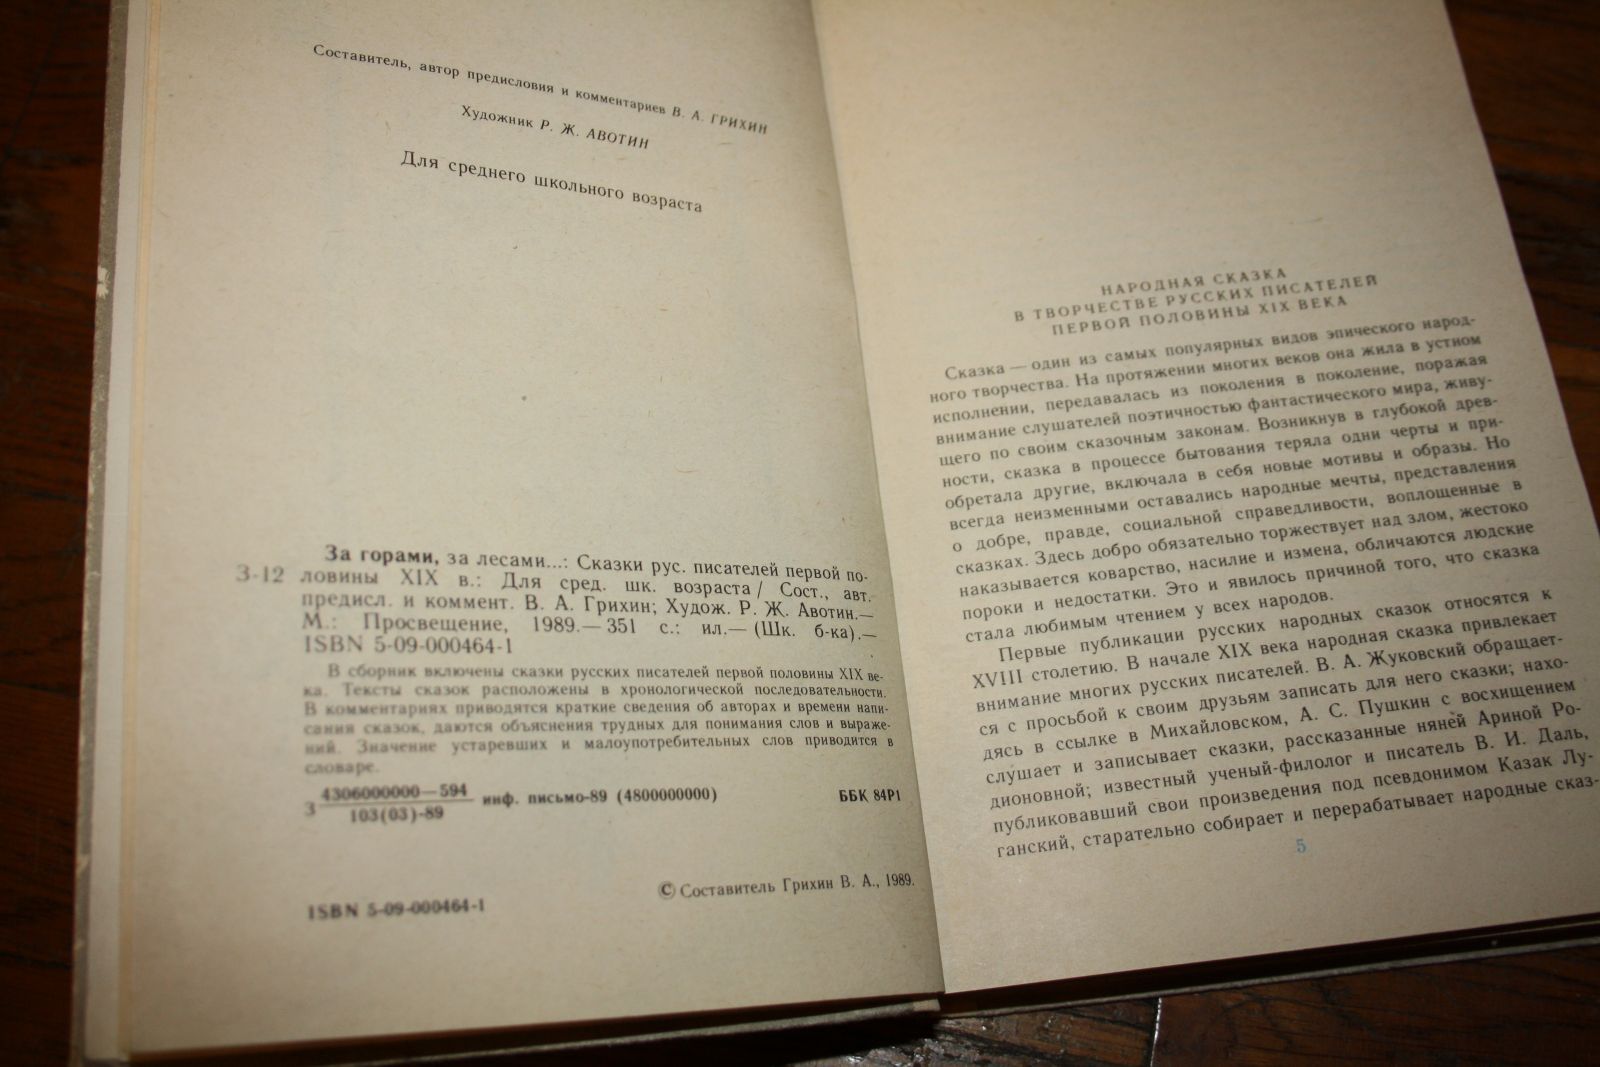 Составитель, автор предисловия и комментариев В. А. ГРИХИН
Художник Р. Ж. АВОТИН
Для среднего школьного возраста
За горами, за лесами...: Сказки рус. писателей первой по-
З-12 ловины XIX в.: Для сред. шк. возраста / Сост., авт.
предисл. и коммент. В. А. Грихин; Худож. Р. Ж. Авотин.—
М.: Просвещение, 1989.— 351 с.: ил.— (Шк. б-ка).—
ISBN 5-09-000464-1
В сборник включены сказки русских писателей первой половины XIX ве-
ка. Тексты сказок расположены в хронологической последовательности.
В комментариях приводятся краткие сведения об авторах и времени напи-
сания сказок, даются объяснения трудных для понимания слов и выраже-
ний. Значение устаревших и малоупотребительных слов приводится в
словаре.
З 4306000000—594 инф. письмо-89 (4800000000) ББК 84Р1
103(03)-89
ISBN 5-09-000464-1
© Составитель Грихин В. А., 1989.
НАРОДНАЯ СКАЗКА
В ТВОРЧЕСТВЕ РУССКИХ ПИСАТЕЛЕЙ
ПЕРВОЙ ПОЛОВИНЫ XIX ВЕКА
Сказка — один из самых популярных видов эпического народ-
ного творчества. На протяжении многих веков она жила в устном
исполнении, передавалась из поколения в поколение, поражая
внимание слушателей поэтичностью фантастического мира, живу-
щего по своим сказочным законам. Возникнув в глубокой древ-
ности, сказка в процессе бытования теряла одни черты и при-
обретала другие, включала в себя новые мотивы и образы. Но
всегда неизменными оставались народные мечты, представления
о добре, правде, социальной справедливости, воплощенные в
сказках. Здесь добро обязательно торжествует над злом, жестоко
наказывается коварство, насилие и измена, обличаются людские
пороки и недостатки. Это и явилось причиной того, что сказка
стала любимым чтением у всех народов.
Первые публикации русских народных сказок относятся к
XVIII столетию. В начале XIX века народная сказка привлекает
внимание многих русских писателей. В. А. Жуковский обращает-
ся с просьбой к своим друзьям записать для него сказки; нахо-
дясь в ссылке в Михайловском, А. С. Пушкин с восхищением
слушает и записывает сказки, рассказанные няней Ариной Ро-
дионовной; известный ученый-филолог и писатель В. И. Даль,
публиковавший свои произведения под псевдонимом Казак Лу-
ганский, старательно собирает и перерабатывает народные сказ-
5